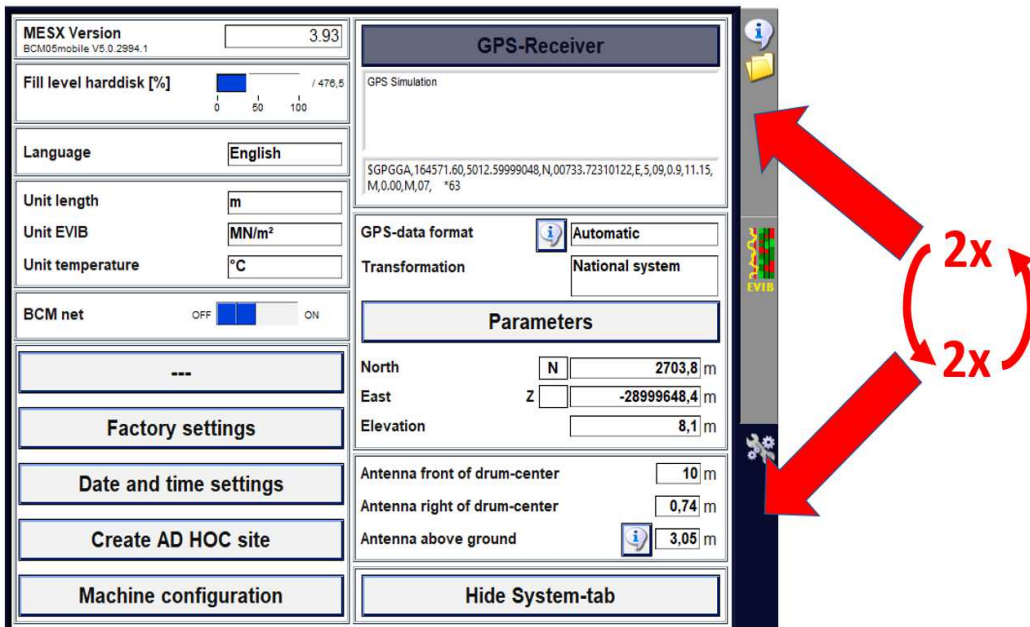 MESX Version
BCM05mobile V5.0.2994.1
3.93
Fill level harddisk [%]
/ 476,5
0 50 100
Language
English
Unit length
m
Unit EVIB
MN/m²
Unit temperature
°C
BCM net
OFF
ON
---
Factory settings
Date and time settings
Create AD HOC site
Machine configuration
GPS-Receiver
GPS Simulation
$GPGGA,164571.60,5012.59999048,N,00733.72310122,E,5,09,0.9,11.15,
M,0.00,M,07, *63
GPS-data format
Automatic
Transformation
National system
Parameters
North N 2703,8 m
East Z -28999648,4 m
Elevation 8,1 m
Antenna front of drum-center 10 m
Antenna right of drum-center 0,74 m
Antenna above ground 3,05 m
Hide System-tab
EVIB
2x
2x